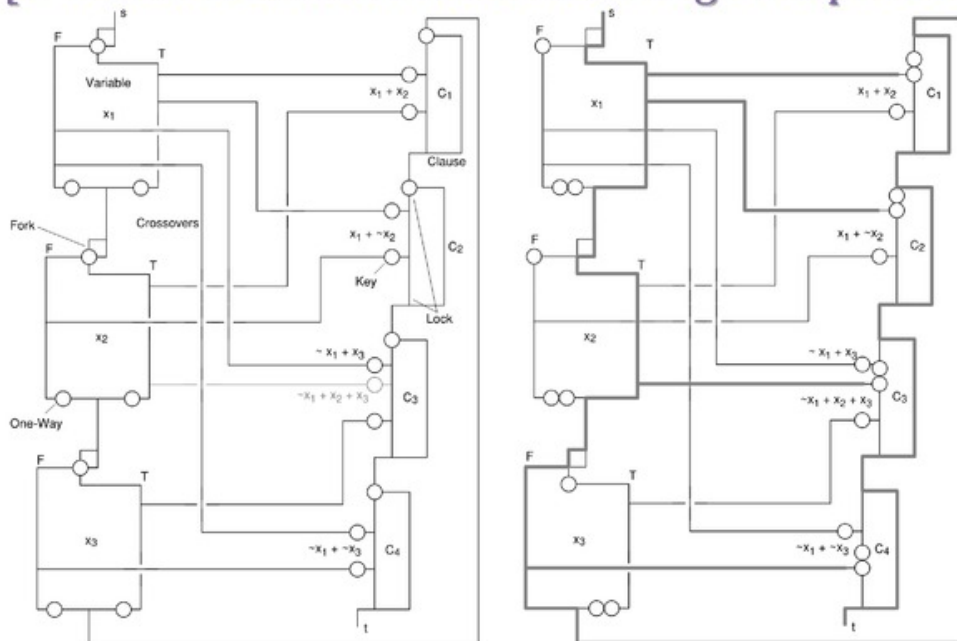 s
F
T
Variable
x₁
x₁ + x₂
C₁
Clause
Fork
Crossovers
F
T
x₁ + ~x₂
C₂
Key
Lock
x₂
~ x₁ + x₃
~x₁ + x₂ + x₃
C₃
One-Way
F
T
x₃
~x₁ + ~x₃
C₄
t
s
F
T
x₁
x₁ + x₂
C₁
F
T
x₁ + ~x₂
C₂
x₂
~ x₁ + x₃
~x₁ + x₂ + x₃
C₃
F
T
x₃
~x₁ + ~x₃
C₄
t